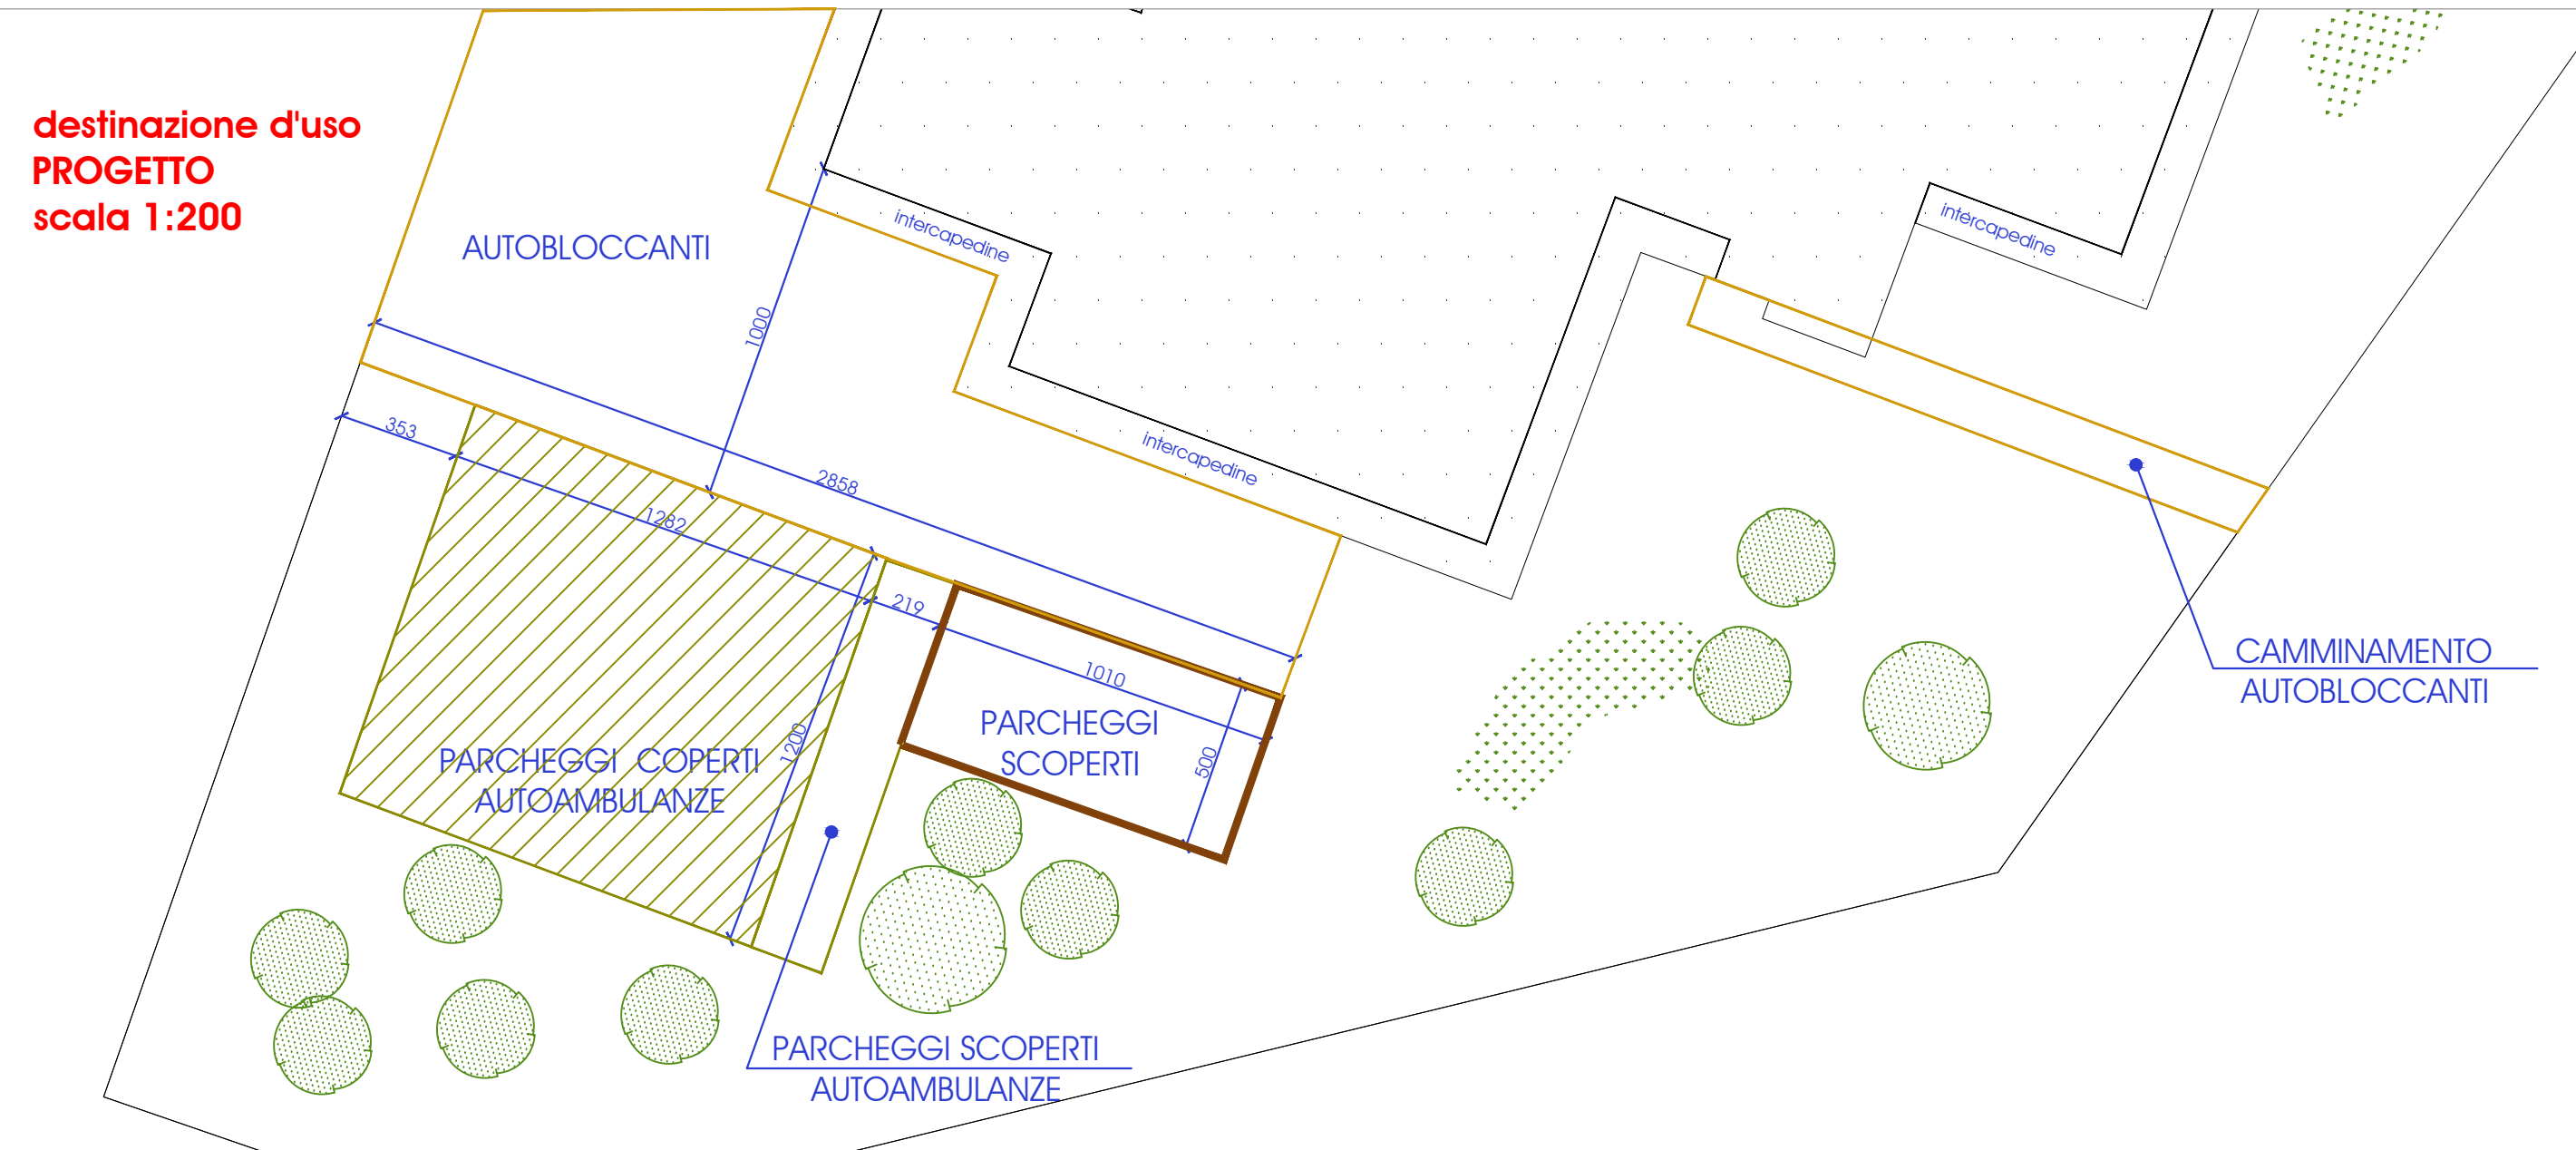 destinazione d'uso
PROGETTO
scala 1:200
AUTOBLOCCANTI
intercapedine
intercapedine
1000
353
2858
intercapedine
1282
219
1010
CAMMINAMENTO
AUTOBLOCCANTI
PARCHEGGI
SCOPERTI
500
1200
PARCHEGGI COPERTI
AUTOAMBULANZE
PARCHEGGI SCOPERTI
AUTOAMBULANZE